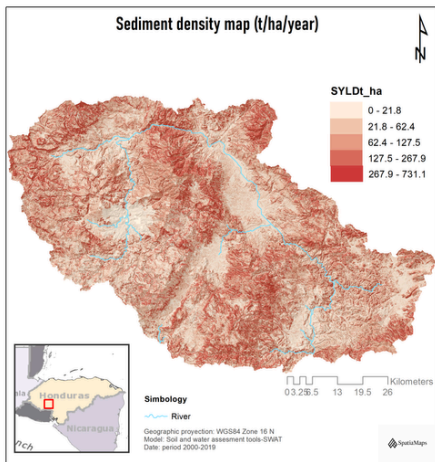 Sediment density map (t/ha/year)
N
SYLDt_ha
0 - 21.8
21.8 - 62.4
62.4 - 127.5
127.5 - 267.9
267.9 - 731.1
Kilometers
0 3.25 6.5 13 19.5 26
Honduras
Nicaragua
Simbology
River
Geographic projection: WGS84 Zone 16 N
Model: Soil and water assesment tools-SWAT
Date: period 2000-2019
SpatiaMaps